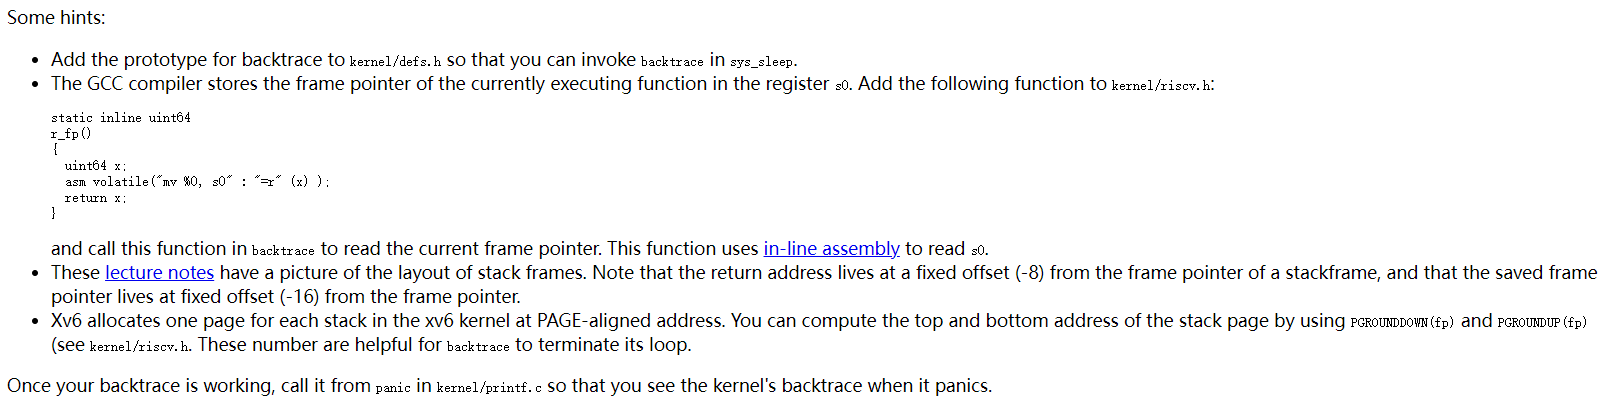 Some hints:
• Add the prototype for backtrace to kernel/defs.h so that you can invoke backtrace in sys_sleep.
• The GCC compiler stores the frame pointer of the currently executing function in the register s0. Add the following function to kernel/riscv.h:
static inline uint64
r_fp()
{
  uint64 x;
  asm volatile("mv %0, s0" : "=r" (x) );
  return x;
}
and call this function in backtrace to read the current frame pointer. This function uses in-line assembly to read s0.
• These lecture notes have a picture of the layout of stack frames. Note that the return address lives at a fixed offset (-8) from the frame pointer of a stackframe, and that the saved frame
pointer lives at fixed offset (-16) from the frame pointer.
• Xv6 allocates one page for each stack in the xv6 kernel at PAGE-aligned address. You can compute the top and bottom address of the stack page by using PGROUNDDOWN(fp) and PGROUNDUP(fp)
(see kernel/riscv.h. These number are helpful for backtrace to terminate its loop.
Once your backtrace is working, call it from panic in kernel/printf.c so that you see the kernel's backtrace when it panics.